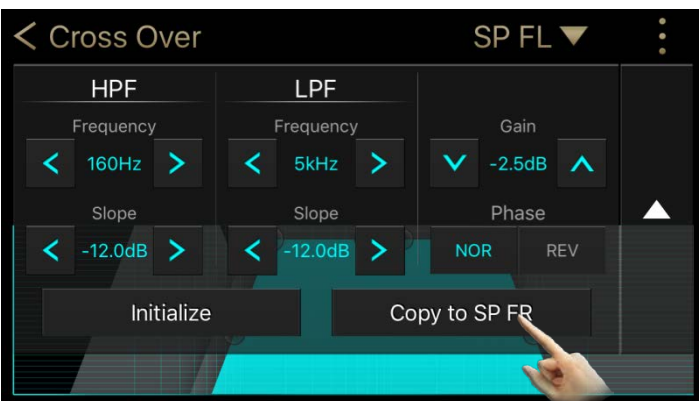 Cross Over SP FL
HPF LPF
Frequency Frequency Gain
160Hz 5kHz -2.5dB
Slope Slope Phase
-12.0dB -12.0dB NOR REV
Initialize Copy to SP FR